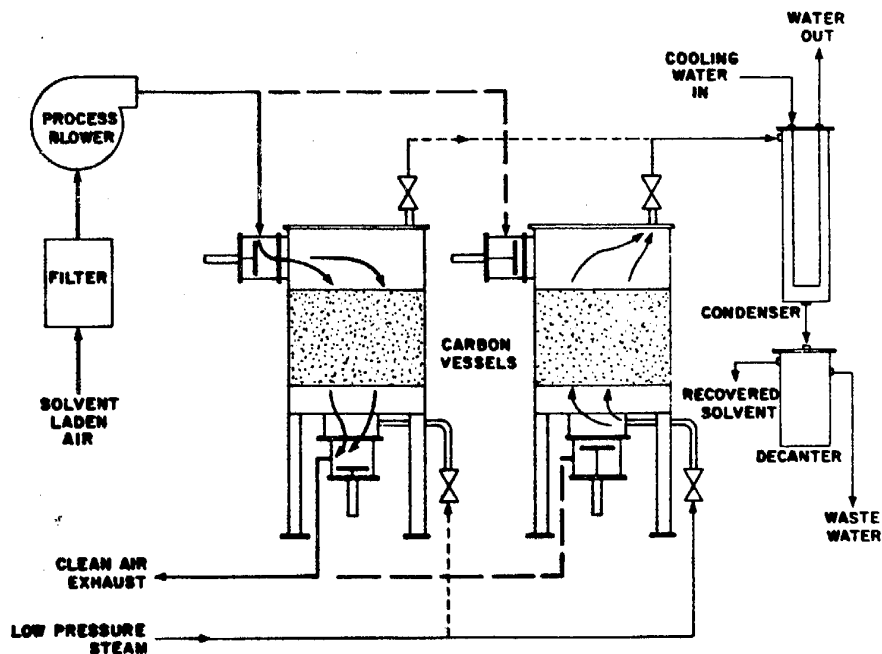 WATER
OUT
COOLING
WATER
IN
PROCESS
BLOWER
FILTER
SOLVENT
LADEN
AIR
CARBON
VESSELS
CONDENSER
RECOVERED
SOLVENT
DECANTER
WASTE
WATER
CLEAN AIR
EXHAUST
LOW PRESSURE
STEAM